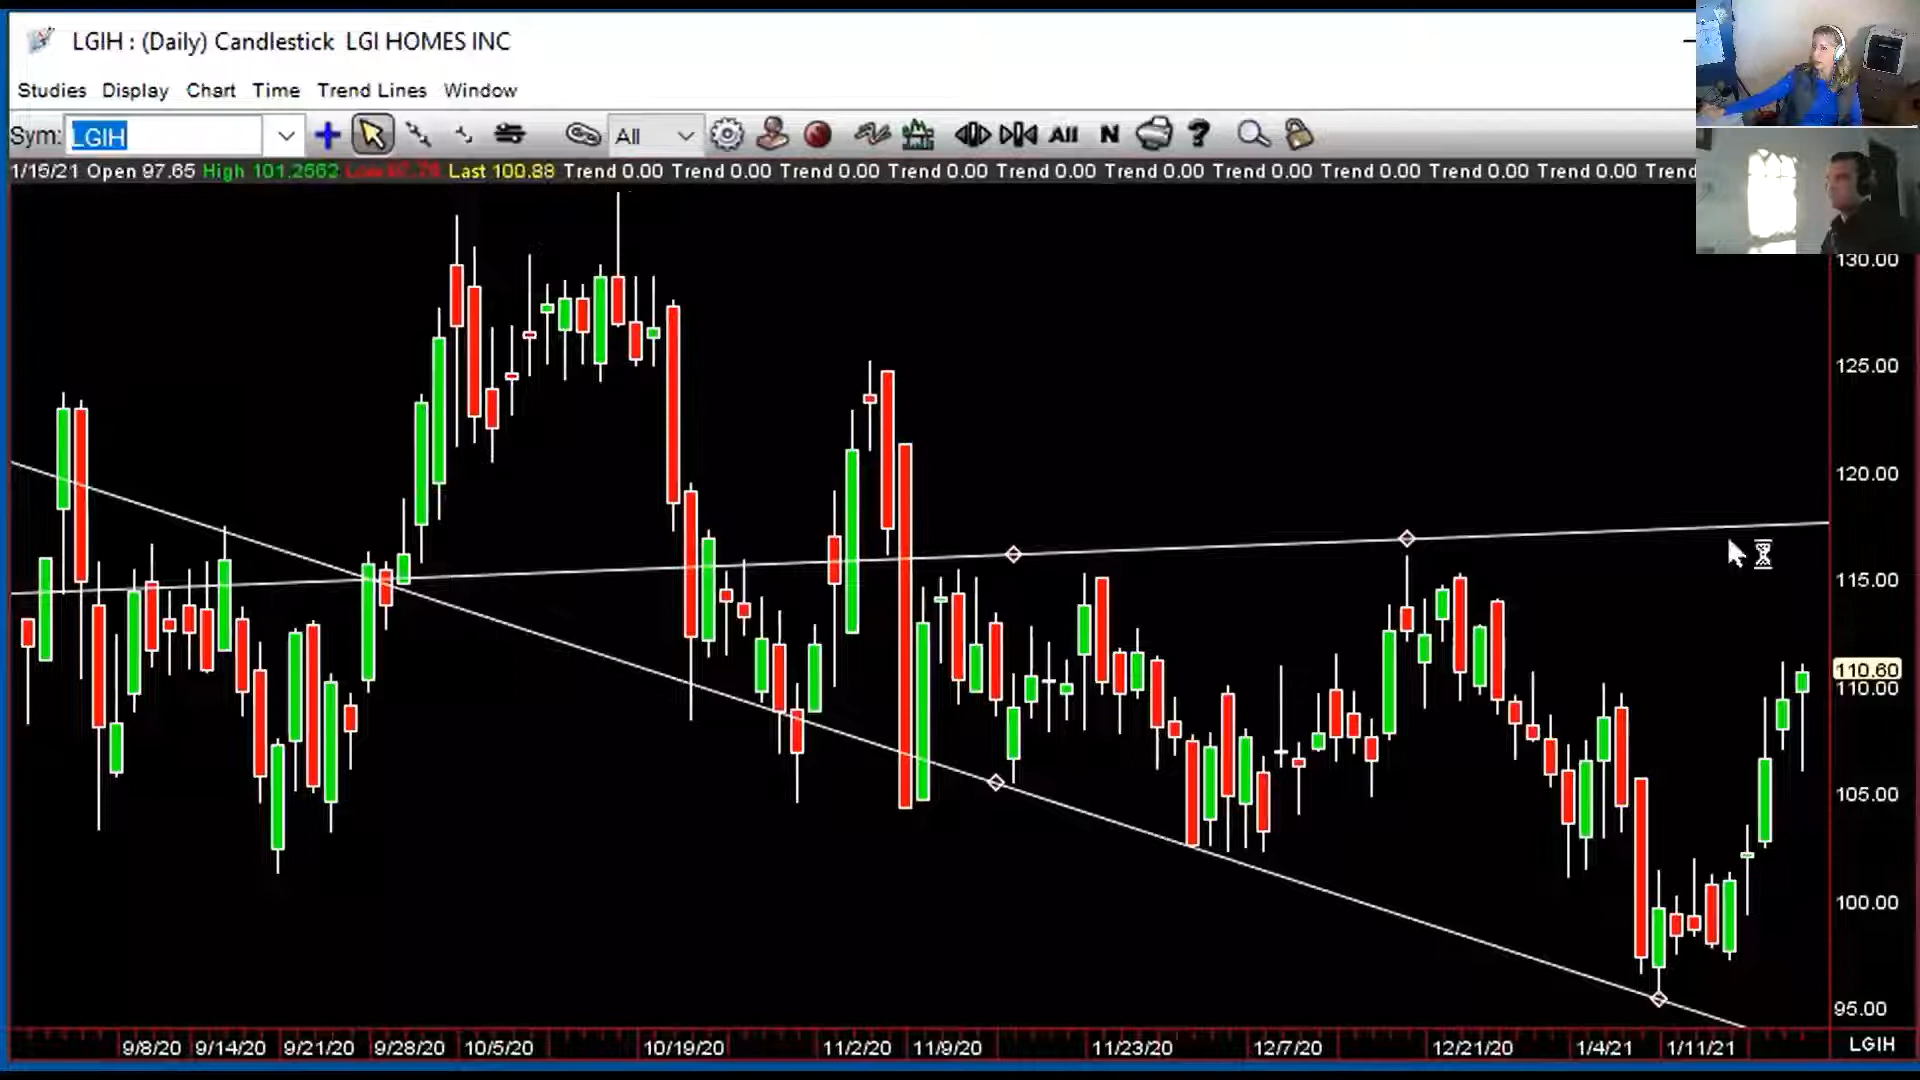 LGIH : (Daily) Candlestick LGI HOMES INC
Studies Display Chart Time Trend Lines Window
Sym: LGIH All All N ?
1/15/21 Open 97.65 High 101.2662 Last 100.88 Trend 0.00 Trend 0.00 Trend 0.00 Trend 0.00 Trend 0.00 Trend 0.00 Trend 0.00 Trend 0.00 Trend 0.00 Trend 0.00
130.00
125.00
120.00
115.00
110.60
110.00
105.00
100.00
95.00
9/8/20 9/14/20 9/21/20 9/28/20 10/5/20 10/19/20 11/2/20 11/9/20 11/23/20 12/7/20 12/21/20 1/4/21 1/11/21 LGIH